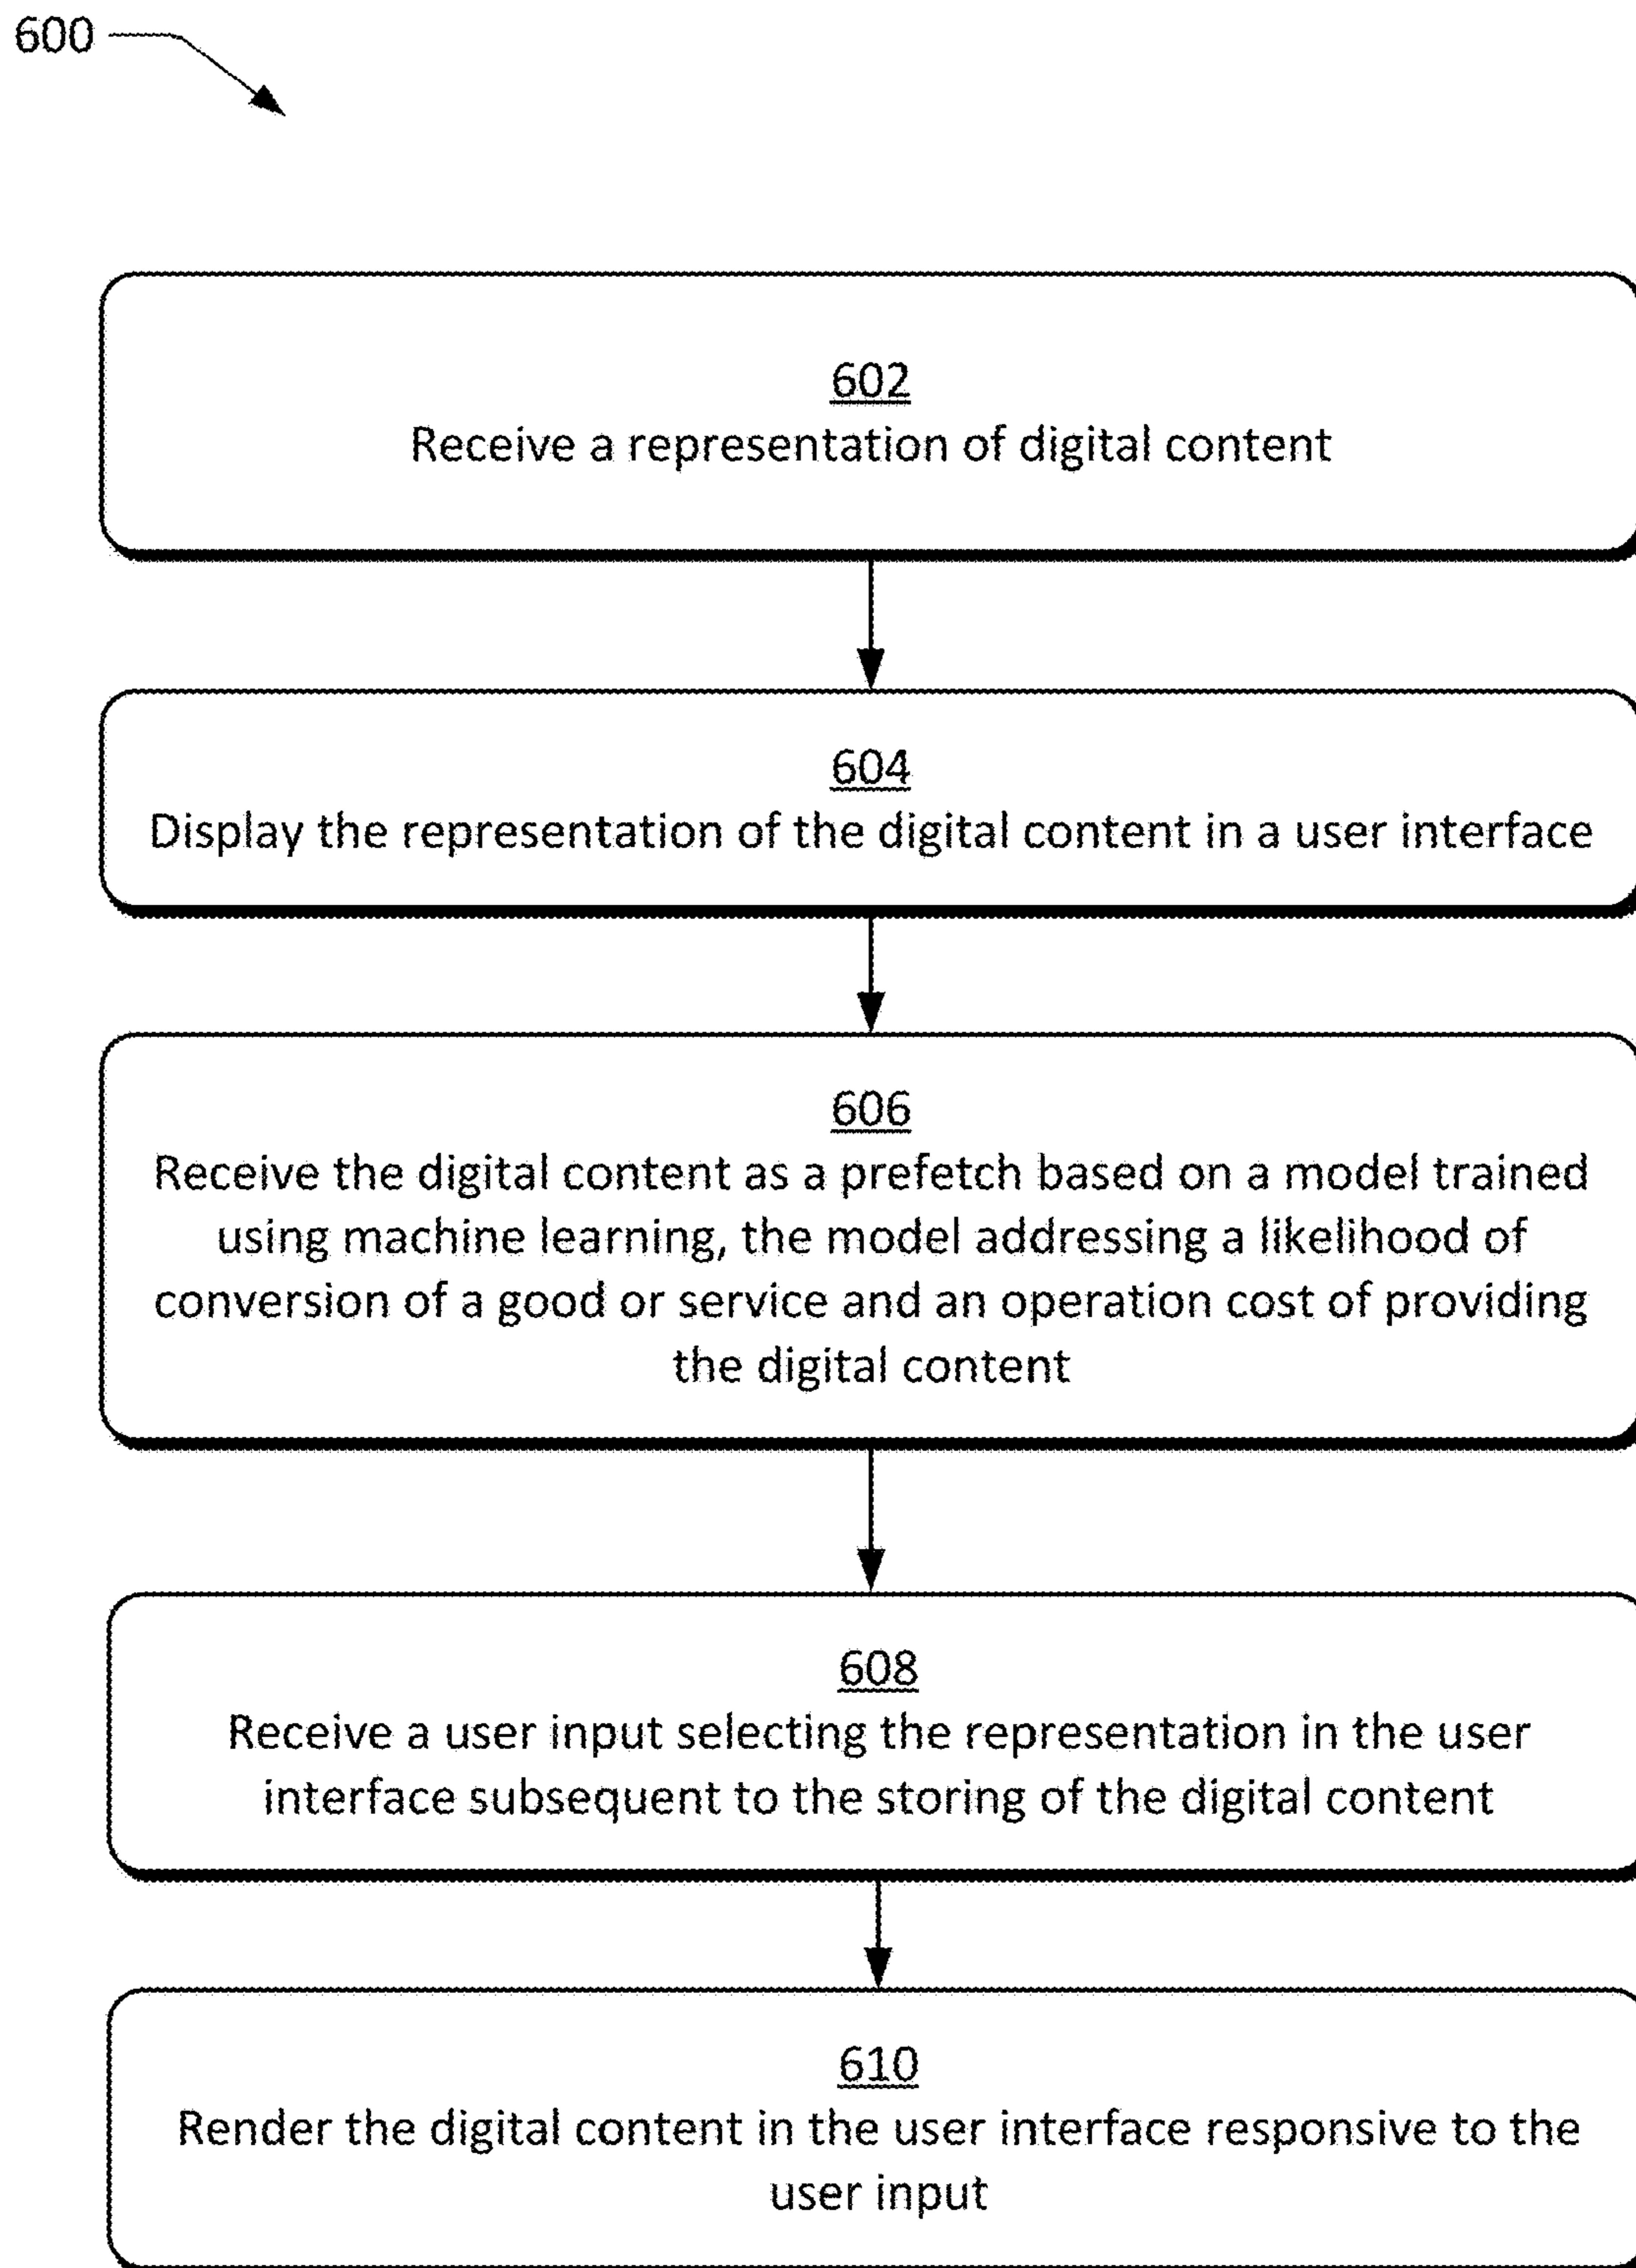 600
602
Receive a representation of digital content
604
Display the representation of the digital content in a user interface
606
Receive the digital content as a prefetch based on a model trained
using machine learning, the model addressing a likelihood of
conversion of a good or service and an operation cost of providing
the digital content
608
Receive a user input selecting the representation in the user
interface subsequent to the storing of the digital content
610
Render the digital content in the user interface responsive to the
user input